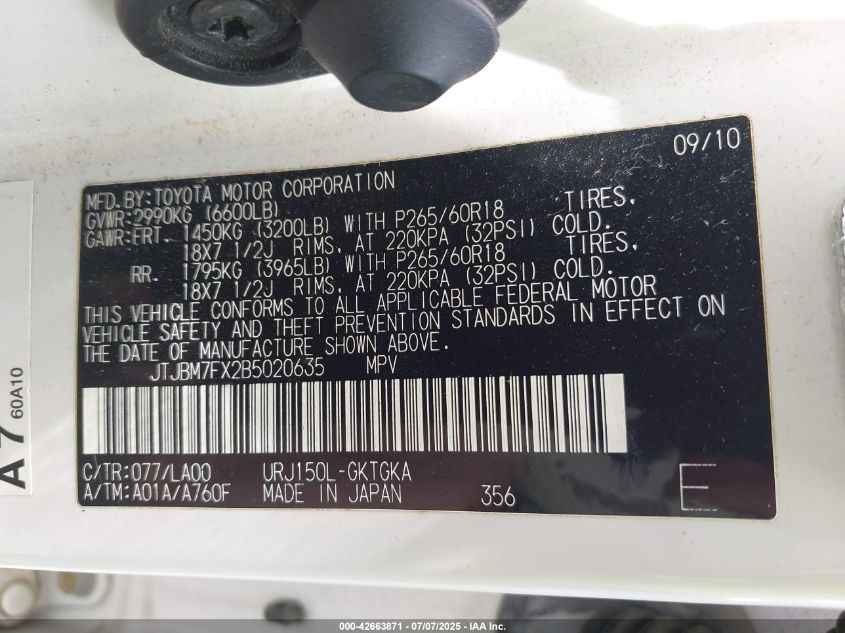 09/10
MFD. BY: TOYOTA MOTOR CORPORATION
GVWR: 2990KG (6600LB)
GAWR: FRT. 1450KG (3200LB) WITH P265/60R18 TIRES,
18X7 1/2J RIMS, AT 220KPA (32PSI) COLD.
RR. 1795KG (3965LB) WITH P265/60R18 TIRES,
18X7 1/2J RIMS, AT 220KPA (32PSI) COLD.
THIS VEHICLE CONFORMS TO ALL APPLICABLE FEDERAL MOTOR
VEHICLE SAFETY AND THEFT PREVENTION STANDARDS IN EFFECT ON
THE DATE OF MANUFACTURE SHOWN ABOVE.
JTJBM7FX2B5020635 MPV
C/TR: 077/LA00 URJ150L-GKTGKA
A/TM: A01A/A760F MADE IN JAPAN 356 E
A7 60A10
000-42663871 - 07/07/2025 - IAA Inc.